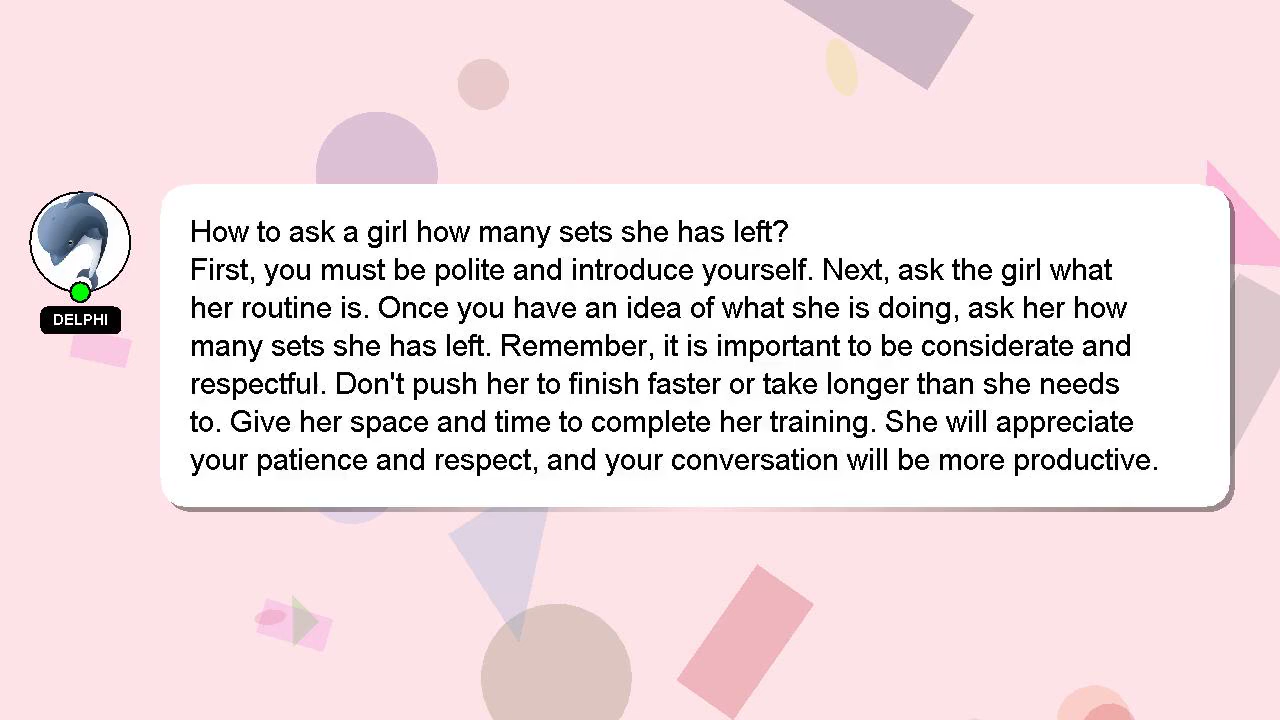 How to ask a girl how many sets she has left?
First, you must be polite and introduce yourself. Next, ask the girl what
her routine is. Once you have an idea of what she is doing, ask her how
many sets she has left. Remember, it is important to be considerate and
respectful. Don't push her to finish faster or take longer than she needs
to. Give her space and time to complete her training. She will appreciate
your patience and respect, and your conversation will be more productive.
DELPHI